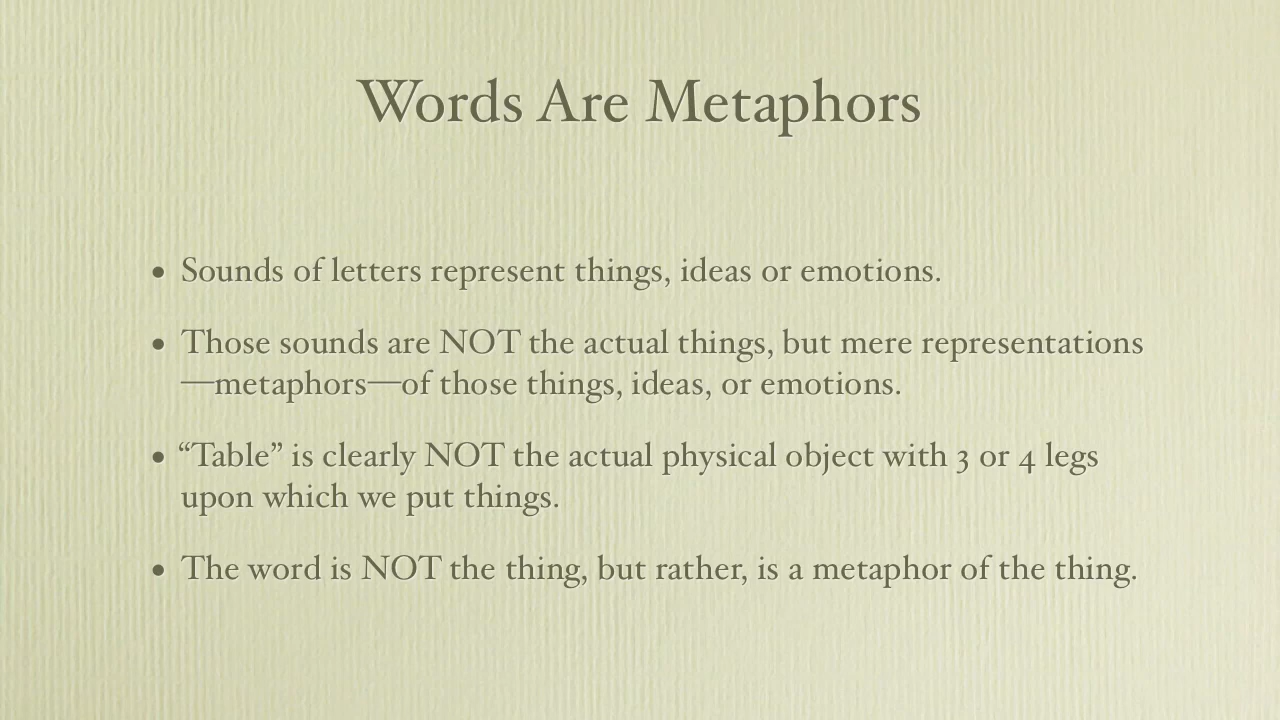 Words Are Metaphors
• Sounds of letters represent things, ideas or emotions.
• Those sounds are NOT the actual things, but mere representations
—metaphors—of those things, ideas, or emotions.
• “Table” is clearly NOT the actual physical object with 3 or 4 legs
upon which we put things.
• The word is NOT the thing, but rather, is a metaphor of the thing.